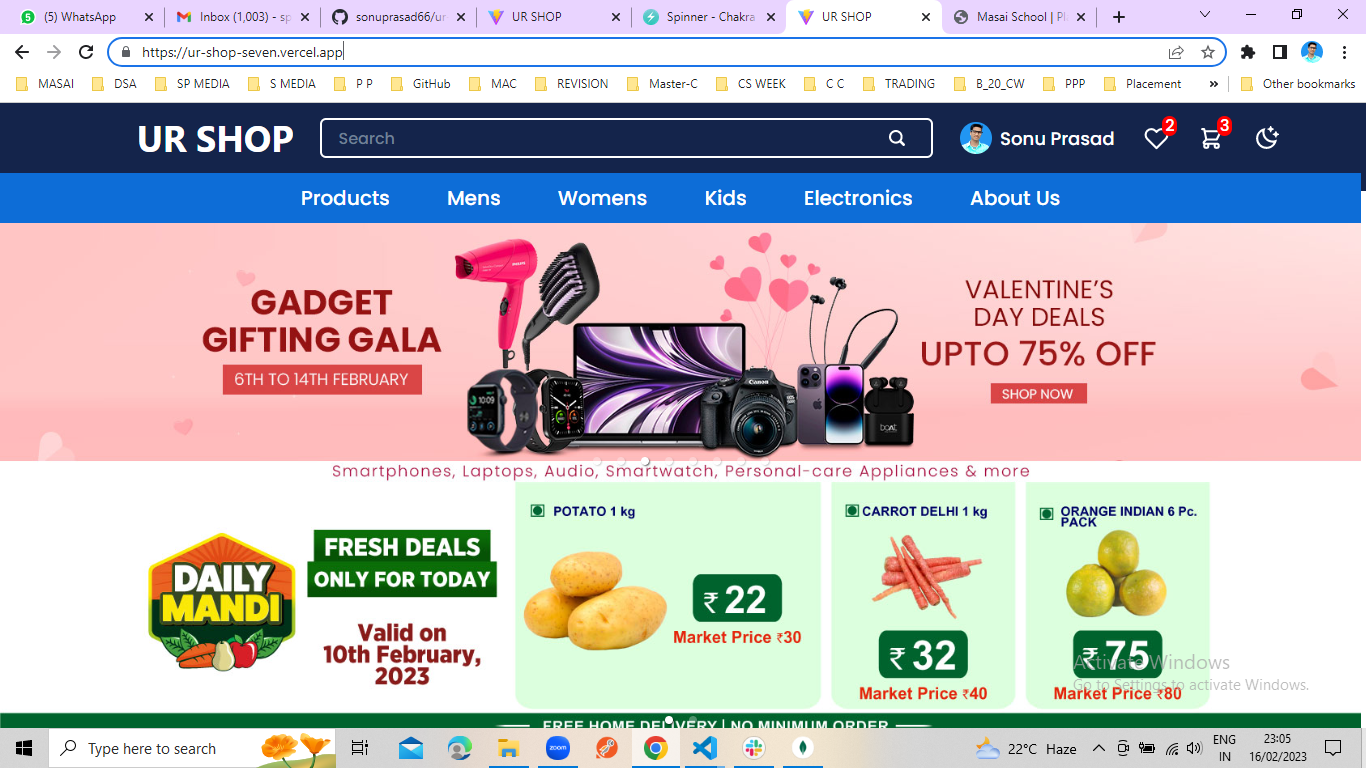 (5) WhatsApp
Inbox (1,003) - sp
sonuprasad66/ur
UR SHOP
Spinner - Chakra
UR SHOP
Masai School | Pl
https://ur-shop-seven.vercel.app
MASAI
DSA
SP MEDIA
S MEDIA
P P
GitHub
MAC
REVISION
Master-C
CS WEEK
C C
TRADING
B_20_CW
PPP
Placement
»
Other bookmarks
UR SHOP
Search
Sonu Prasad
2
3
Products
Mens
Womens
Kids
Electronics
About Us
GADGET
GIFTING GALA
6TH TO 14TH FEBRUARY
VALENTINE'S
DAY DEALS
UPTO 75% OFF
SHOP NOW
Canon
boAt
Smartphones, Laptops, Audio, Smartwatch, Personal-care Appliances & more
DAILY
MANDI
FRESH DEALS
ONLY FOR TODAY
Valid on
10th February,
2023
POTATO 1 kg
₹ 22
Market Price ₹30
CARROT DELHI 1 kg
₹ 32
Market Price ₹40
ORANGE INDIAN 6 Pc.
PACK
₹ 75
Market Price ₹80
Activate Windows
Go to Settings to activate Windows.
FREE HOME DELIVERY | NO MINIMUM ORDER
Type here to search
zoom
22°C Haze
ENG
IN
23:05
16/02/2023